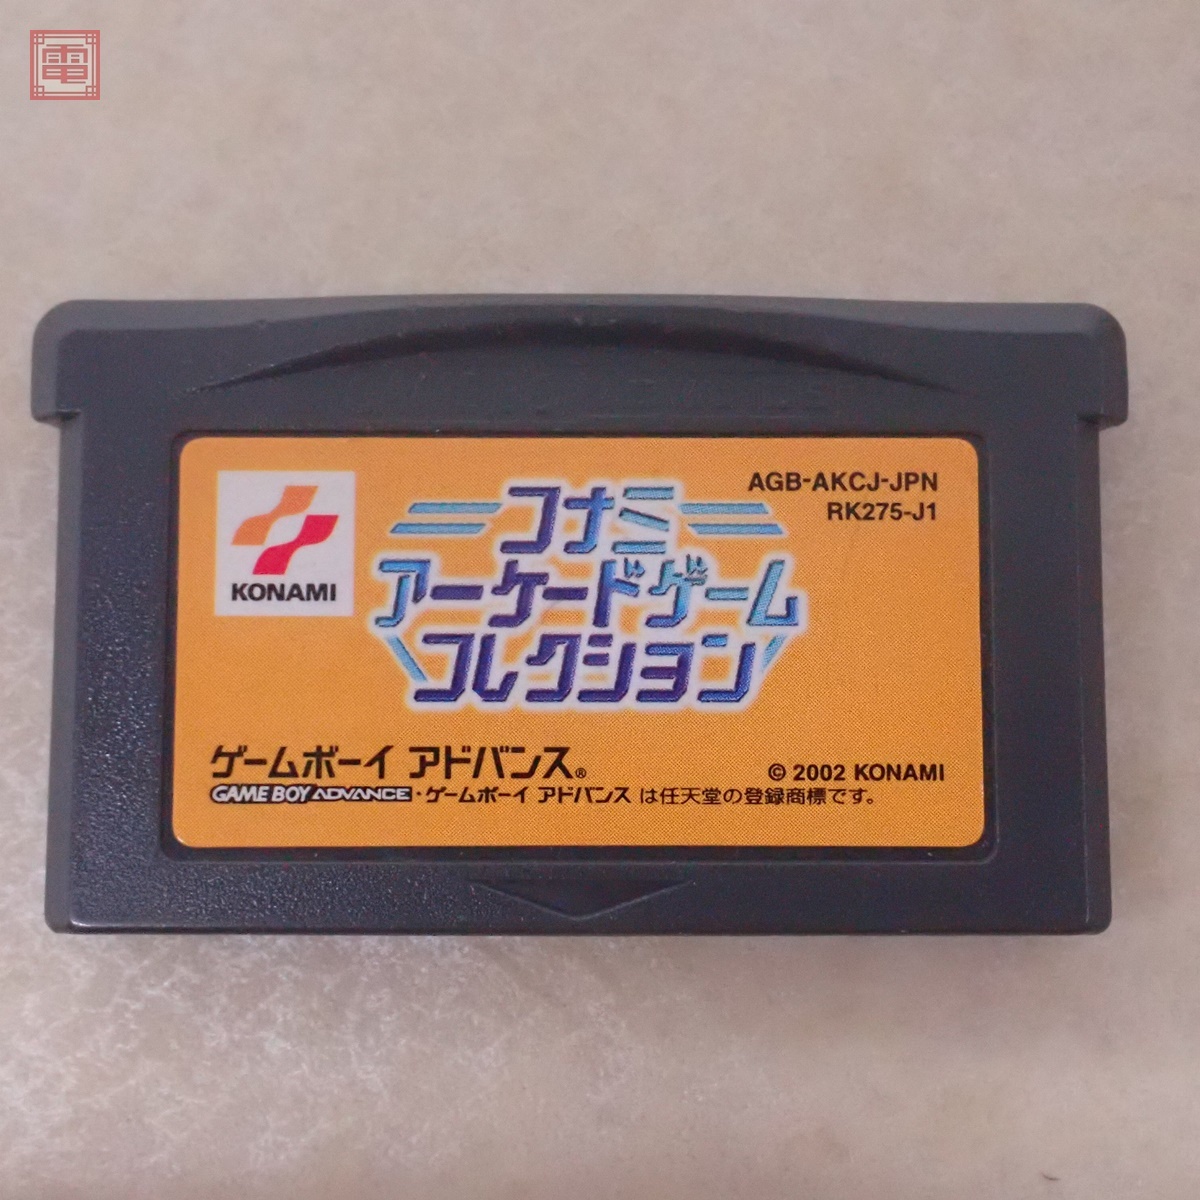 電
KONAMI
コナミ
アーケードゲーム
コレクション
AGB-AKCJ-JPN
RK275-J1
ゲームボーイ アドバンス®
© 2002 KONAMI
GAME BOY ADVANCE・ゲームボーイ アドバンス は任天堂の登録商標です。